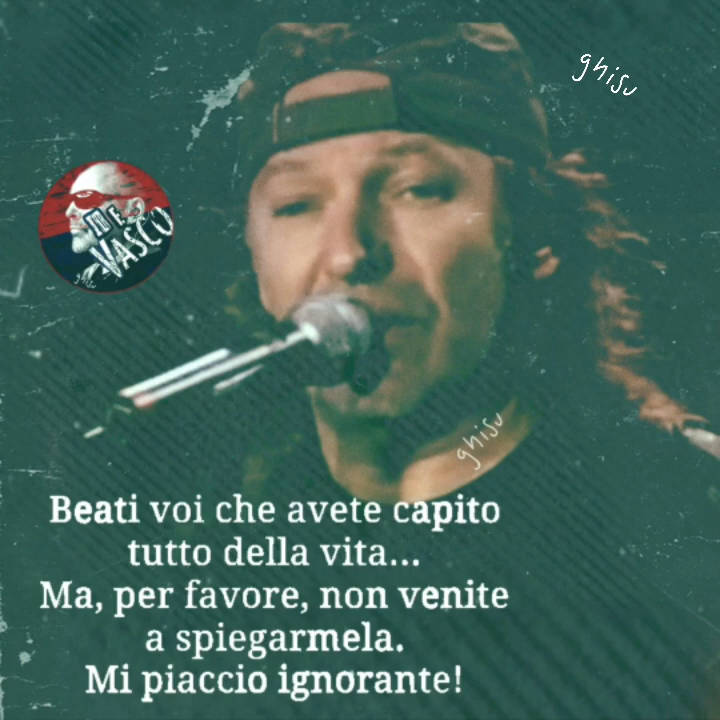 ghisu
ME
VASCO
ghisu
Beati voi che avete capito
tutto della vita...
Ma, per favore, non venite
a spiegarmela.
Mi piaccio ignorante!